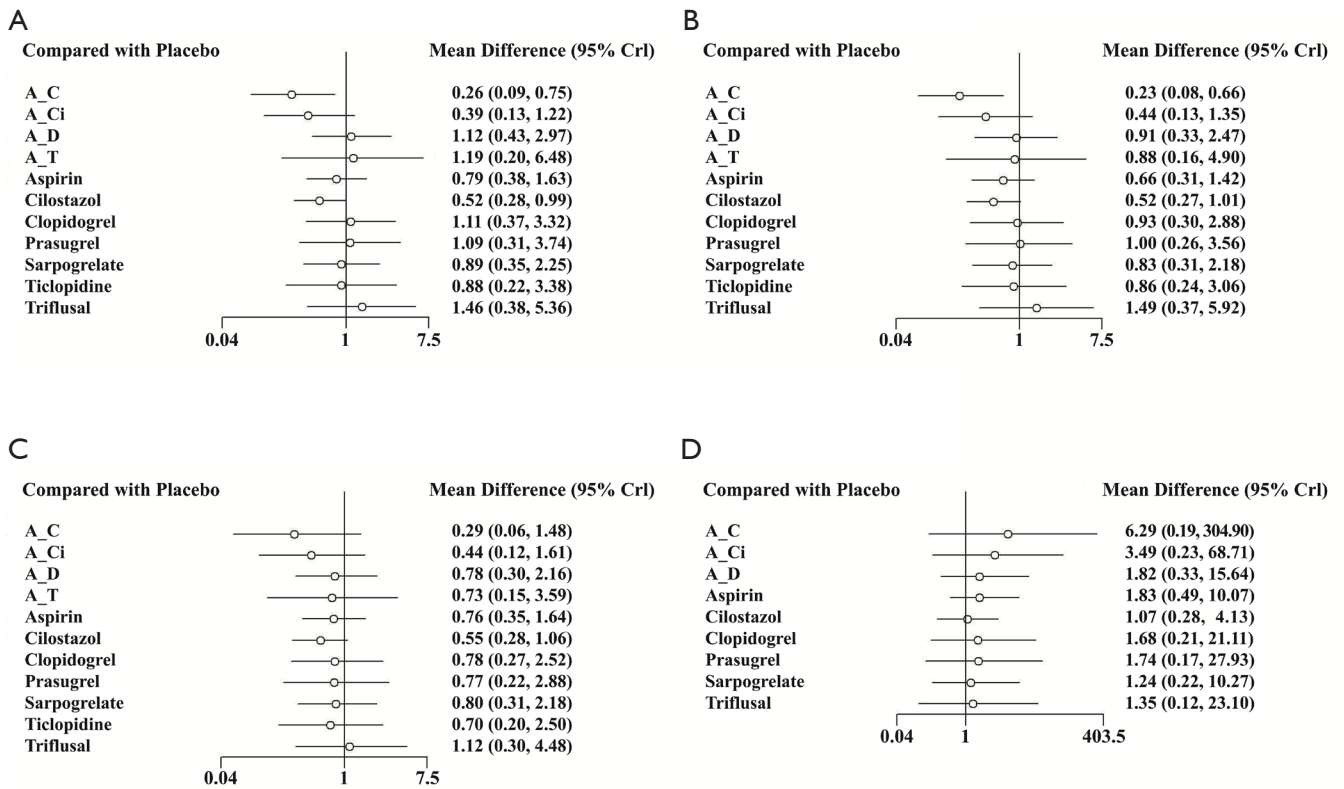 A
Compared with Placebo Mean Difference (95% Crl)
A_C 0.26 (0.09, 0.75)
A_Ci 0.39 (0.13, 1.22)
A_D 1.12 (0.43, 2.97)
A_T 1.19 (0.20, 6.48)
Aspirin 0.79 (0.38, 1.63)
Cilostazol 0.52 (0.28, 0.99)
Clopidogrel 1.11 (0.37, 3.32)
Prasugrel 1.09 (0.31, 3.74)
Sarpogrelate 0.89 (0.35, 2.25)
Ticlopidine 0.88 (0.22, 3.38)
Triflusal 1.46 (0.38, 5.36)
0.04 1 7.5
B
Compared with Placebo Mean Difference (95% Crl)
A_C 0.23 (0.08, 0.66)
A_Ci 0.44 (0.13, 1.35)
A_D 0.91 (0.33, 2.47)
A_T 0.88 (0.16, 4.90)
Aspirin 0.66 (0.31, 1.42)
Cilostazol 0.52 (0.27, 1.01)
Clopidogrel 0.93 (0.30, 2.88)
Prasugrel 1.00 (0.26, 3.56)
Sarpogrelate 0.83 (0.31, 2.18)
Ticlopidine 0.86 (0.24, 3.06)
Triflusal 1.49 (0.37, 5.92)
0.04 1 7.5
C
Compared with Placebo Mean Difference (95% Crl)
A_C 0.29 (0.06, 1.48)
A_Ci 0.44 (0.12, 1.61)
A_D 0.78 (0.30, 2.16)
A_T 0.73 (0.15, 3.59)
Aspirin 0.76 (0.35, 1.64)
Cilostazol 0.55 (0.28, 1.06)
Clopidogrel 0.78 (0.27, 2.52)
Prasugrel 0.77 (0.22, 2.88)
Sarpogrelate 0.80 (0.31, 2.18)
Ticlopidine 0.70 (0.20, 2.50)
Triflusal 1.12 (0.30, 4.48)
0.04 1 7.5
D
Compared with Placebo Mean Difference (95% Crl)
A_C 6.29 (0.19, 304.90)
A_Ci 3.49 (0.23, 68.71)
A_D 1.82 (0.33, 15.64)
Aspirin 1.83 (0.49, 10.07)
Cilostazol 1.07 (0.28, 4.13)
Clopidogrel 1.68 (0.21, 21.11)
Prasugrel 1.74 (0.17, 27.93)
Sarpogrelate 1.24 (0.22, 10.27)
Triflusal 1.35 (0.12, 23.10)
0.04 1 403.5